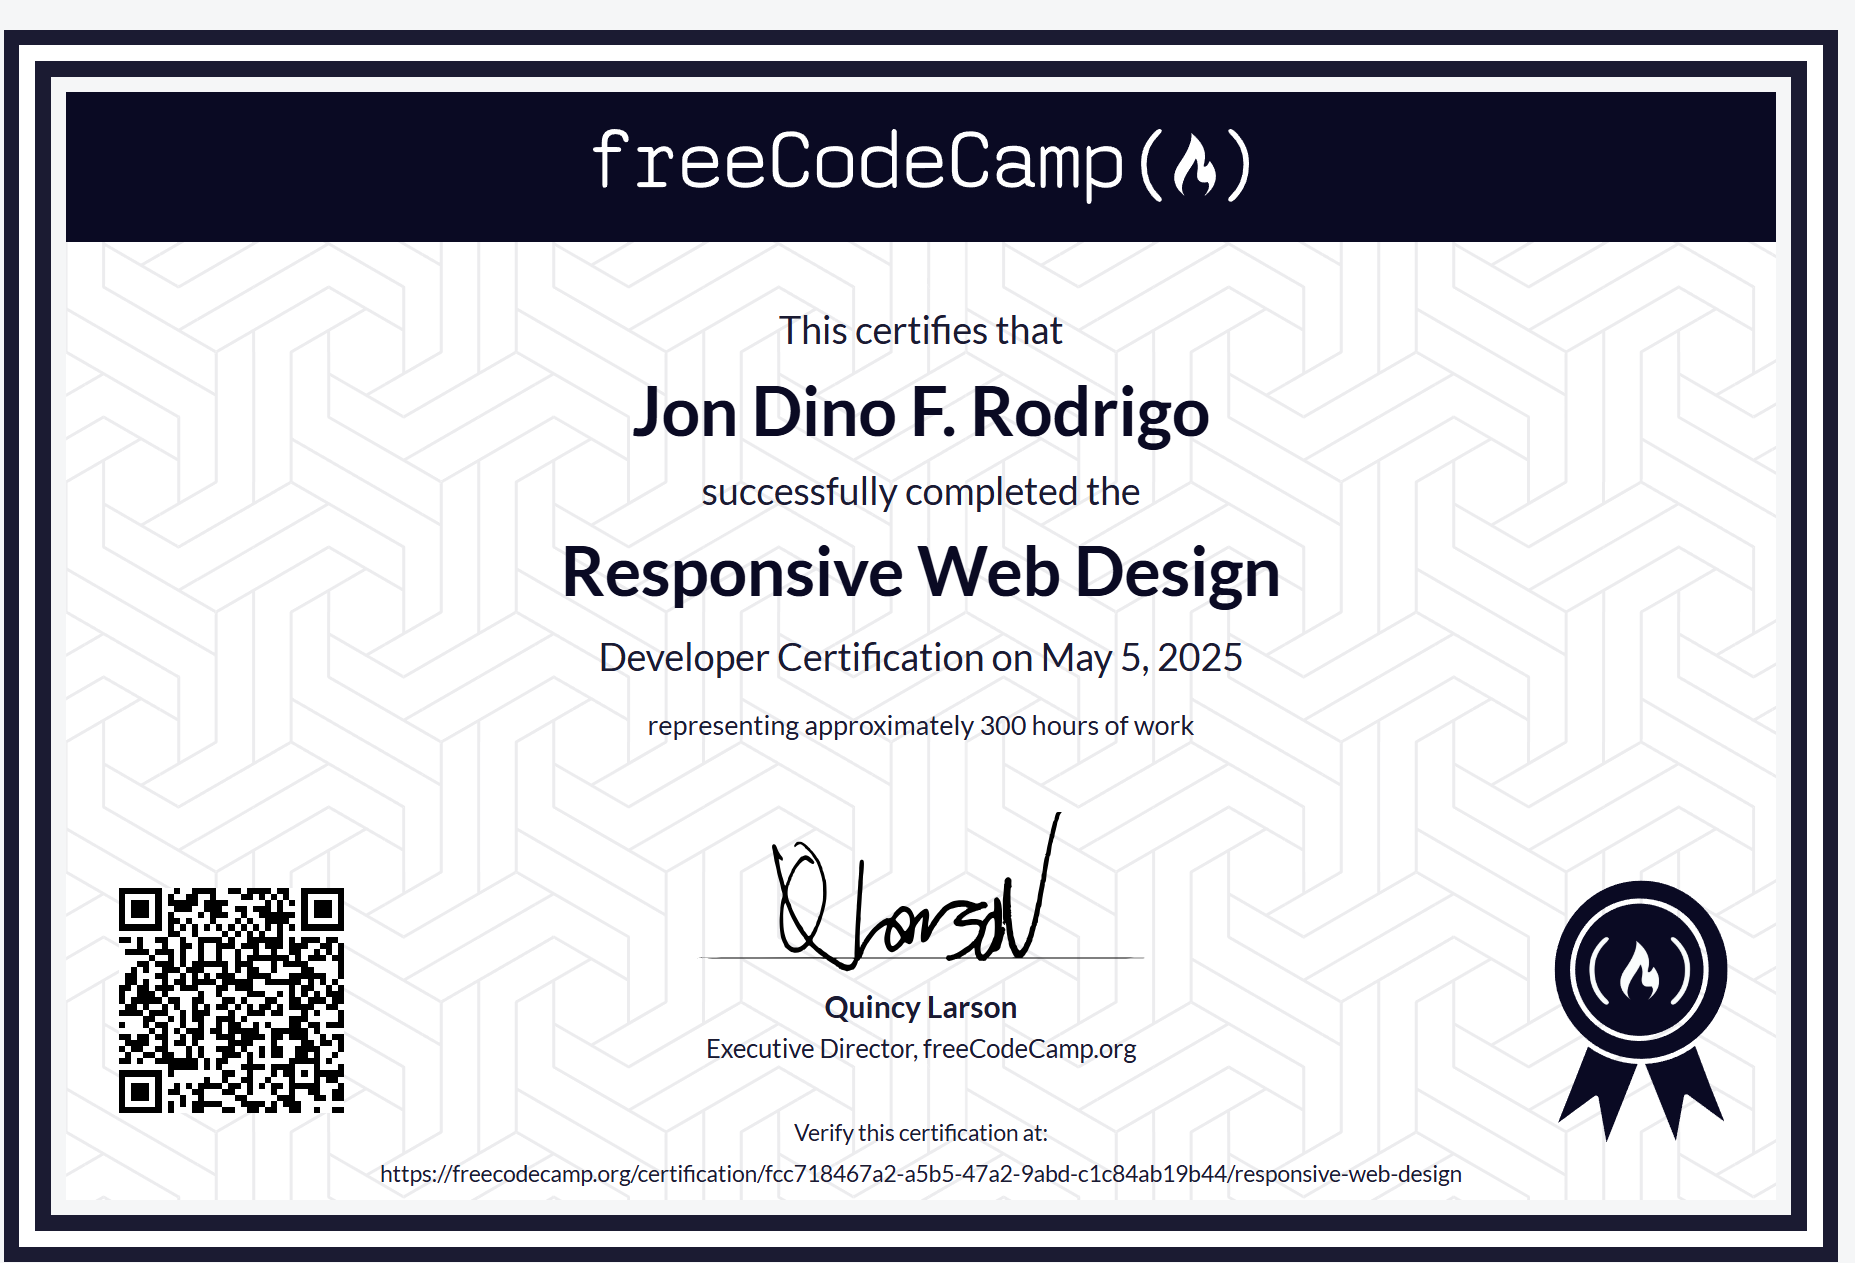 freeCodeCamp
This certifies that
Jon Dino F. Rodrigo
successfully completed the
Responsive Web Design
Developer Certification on May 5, 2025
representing approximately 300 hours of work
Quincy Larson
Executive Director, freeCodeCamp.org
Verify this certification at:
https://freecodecamp.org/certification/fcc718467a2-a5b5-47a2-9abd-c1c84ab19b44/responsive-web-design